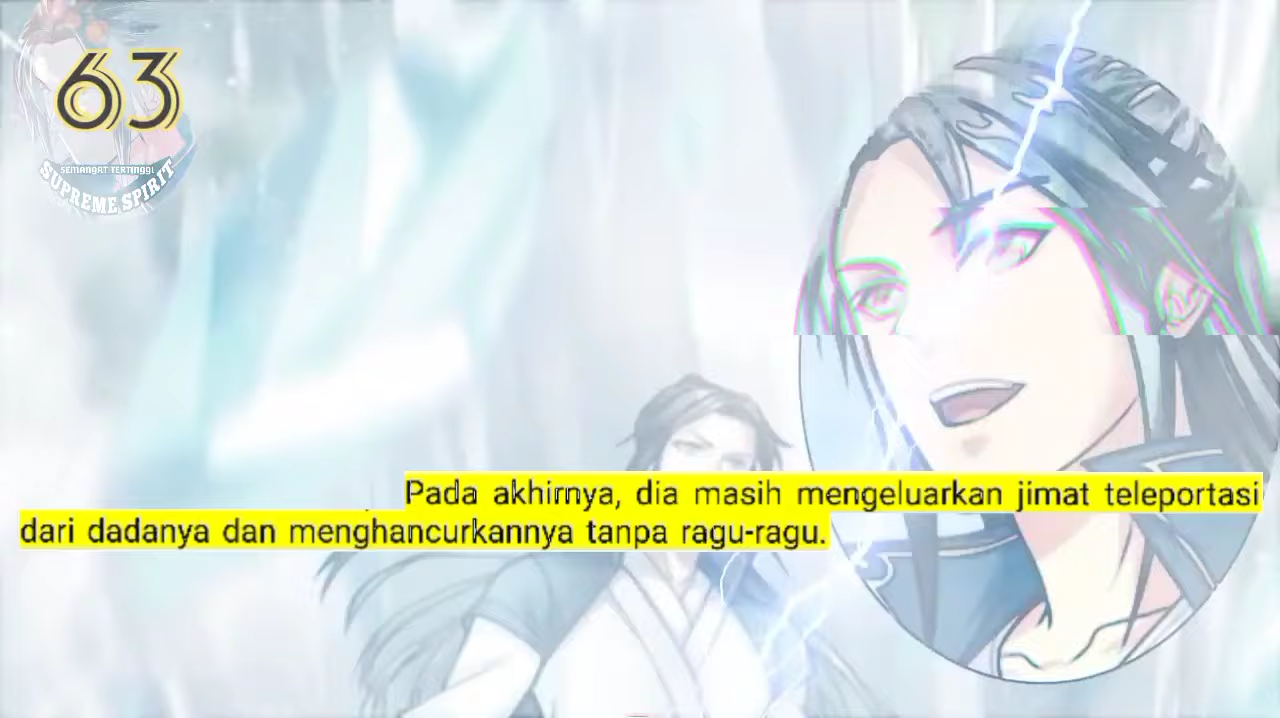 63
SEMANGAT TERTINGGI
SUPREME SPIRIT
Pada akhirnya, dia masih mengeluarkan jimat teleportasi
dari dadanya dan menghancurkannya tanpa ragu-ragu.